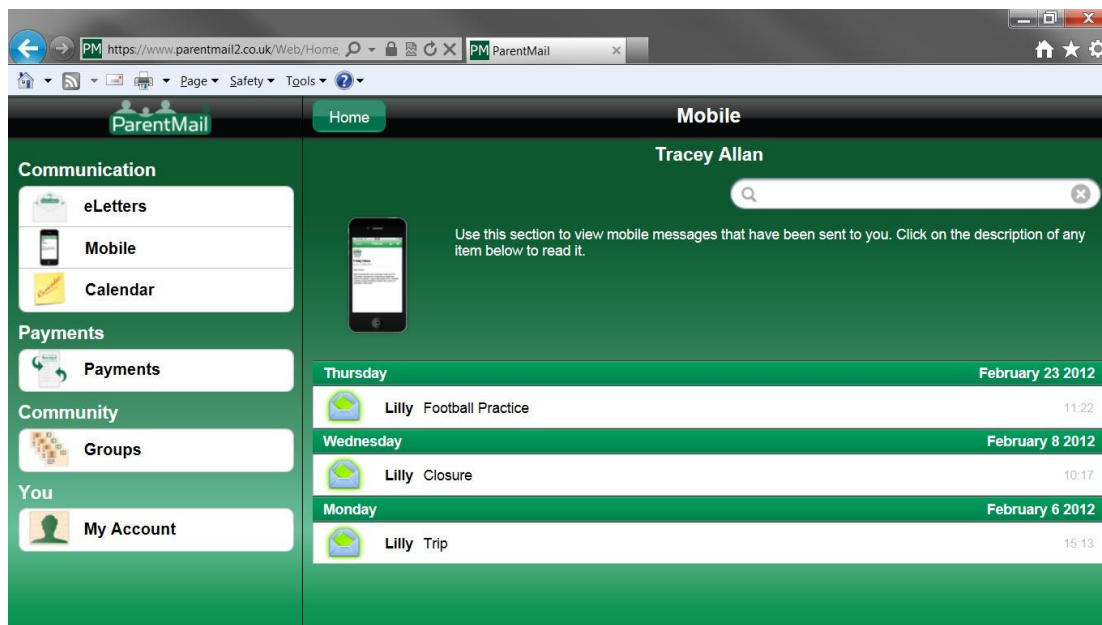 PM https://www.parentmail2.co.uk/Web/Home PM ParentMail
Page Safety Tools
ParentMail
Home
Mobile
Tracey Allan
Communication
eLetters
Mobile
Calendar
Use this section to view mobile messages that have been sent to you. Click on the description of any
item below to read it.
Payments
Payments
Community
Groups
You
My Account
Thursday February 23 2012
Lilly Football Practice 11:22
Wednesday February 8 2012
Lilly Closure 10:17
Monday February 6 2012
Lilly Trip 15:13